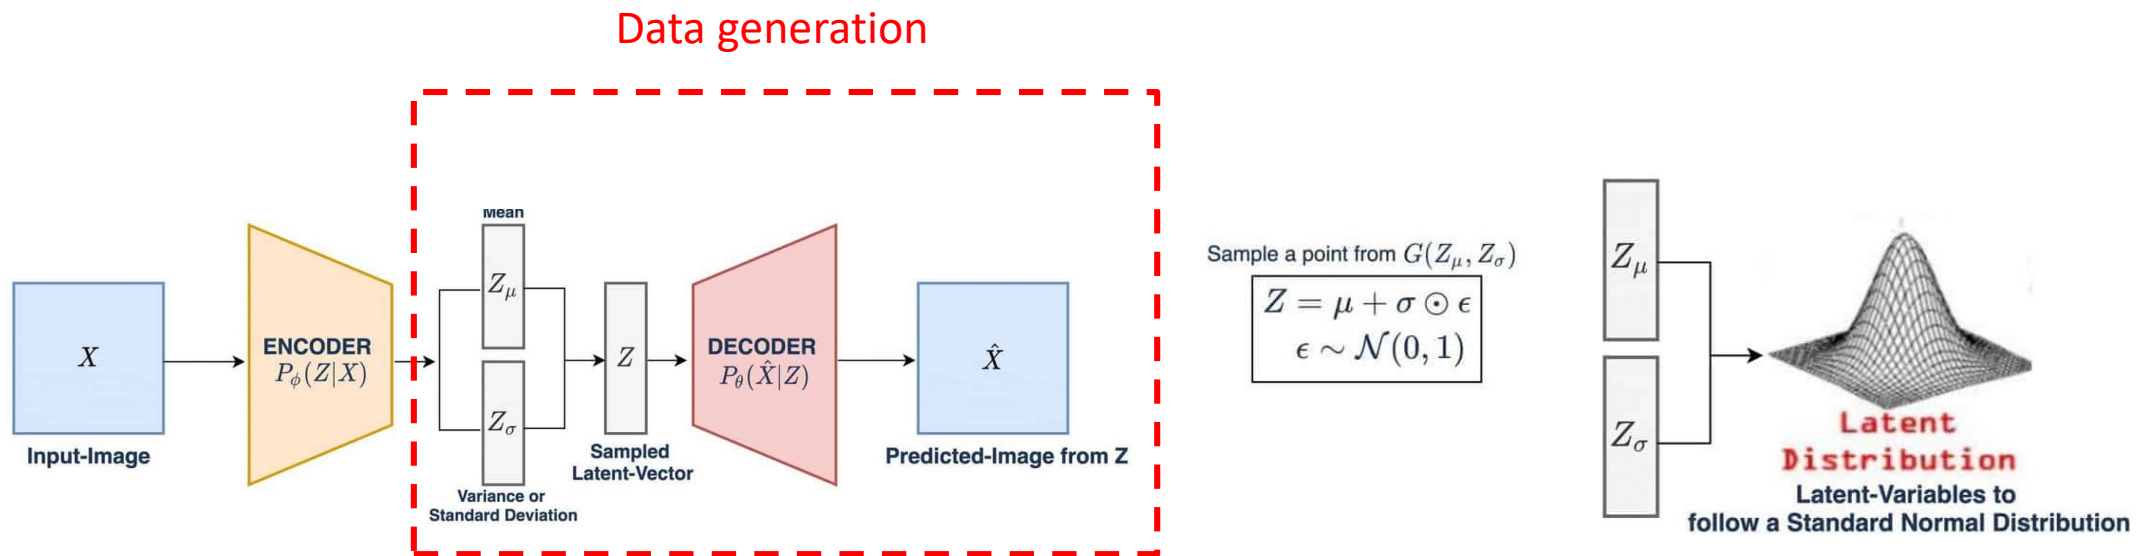 Data generation
X
Input-Image
ENCODER
P_ϕ(Z|X)
Mean
Z_μ
Z_σ
Variance or
Standard Deviation
Z
Sampled
Latent-Vector
DECODER
P_θ(X̂|Z)
X̂
Predicted-Image from Z
Sample a point from G(Z_μ, Z_σ)
Z = μ + σ ⊙ ϵ
ϵ ∼ 𝒩(0, 1)
Z_μ
Z_σ
Latent
Distribution
Latent-Variables to
follow a Standard Normal Distribution